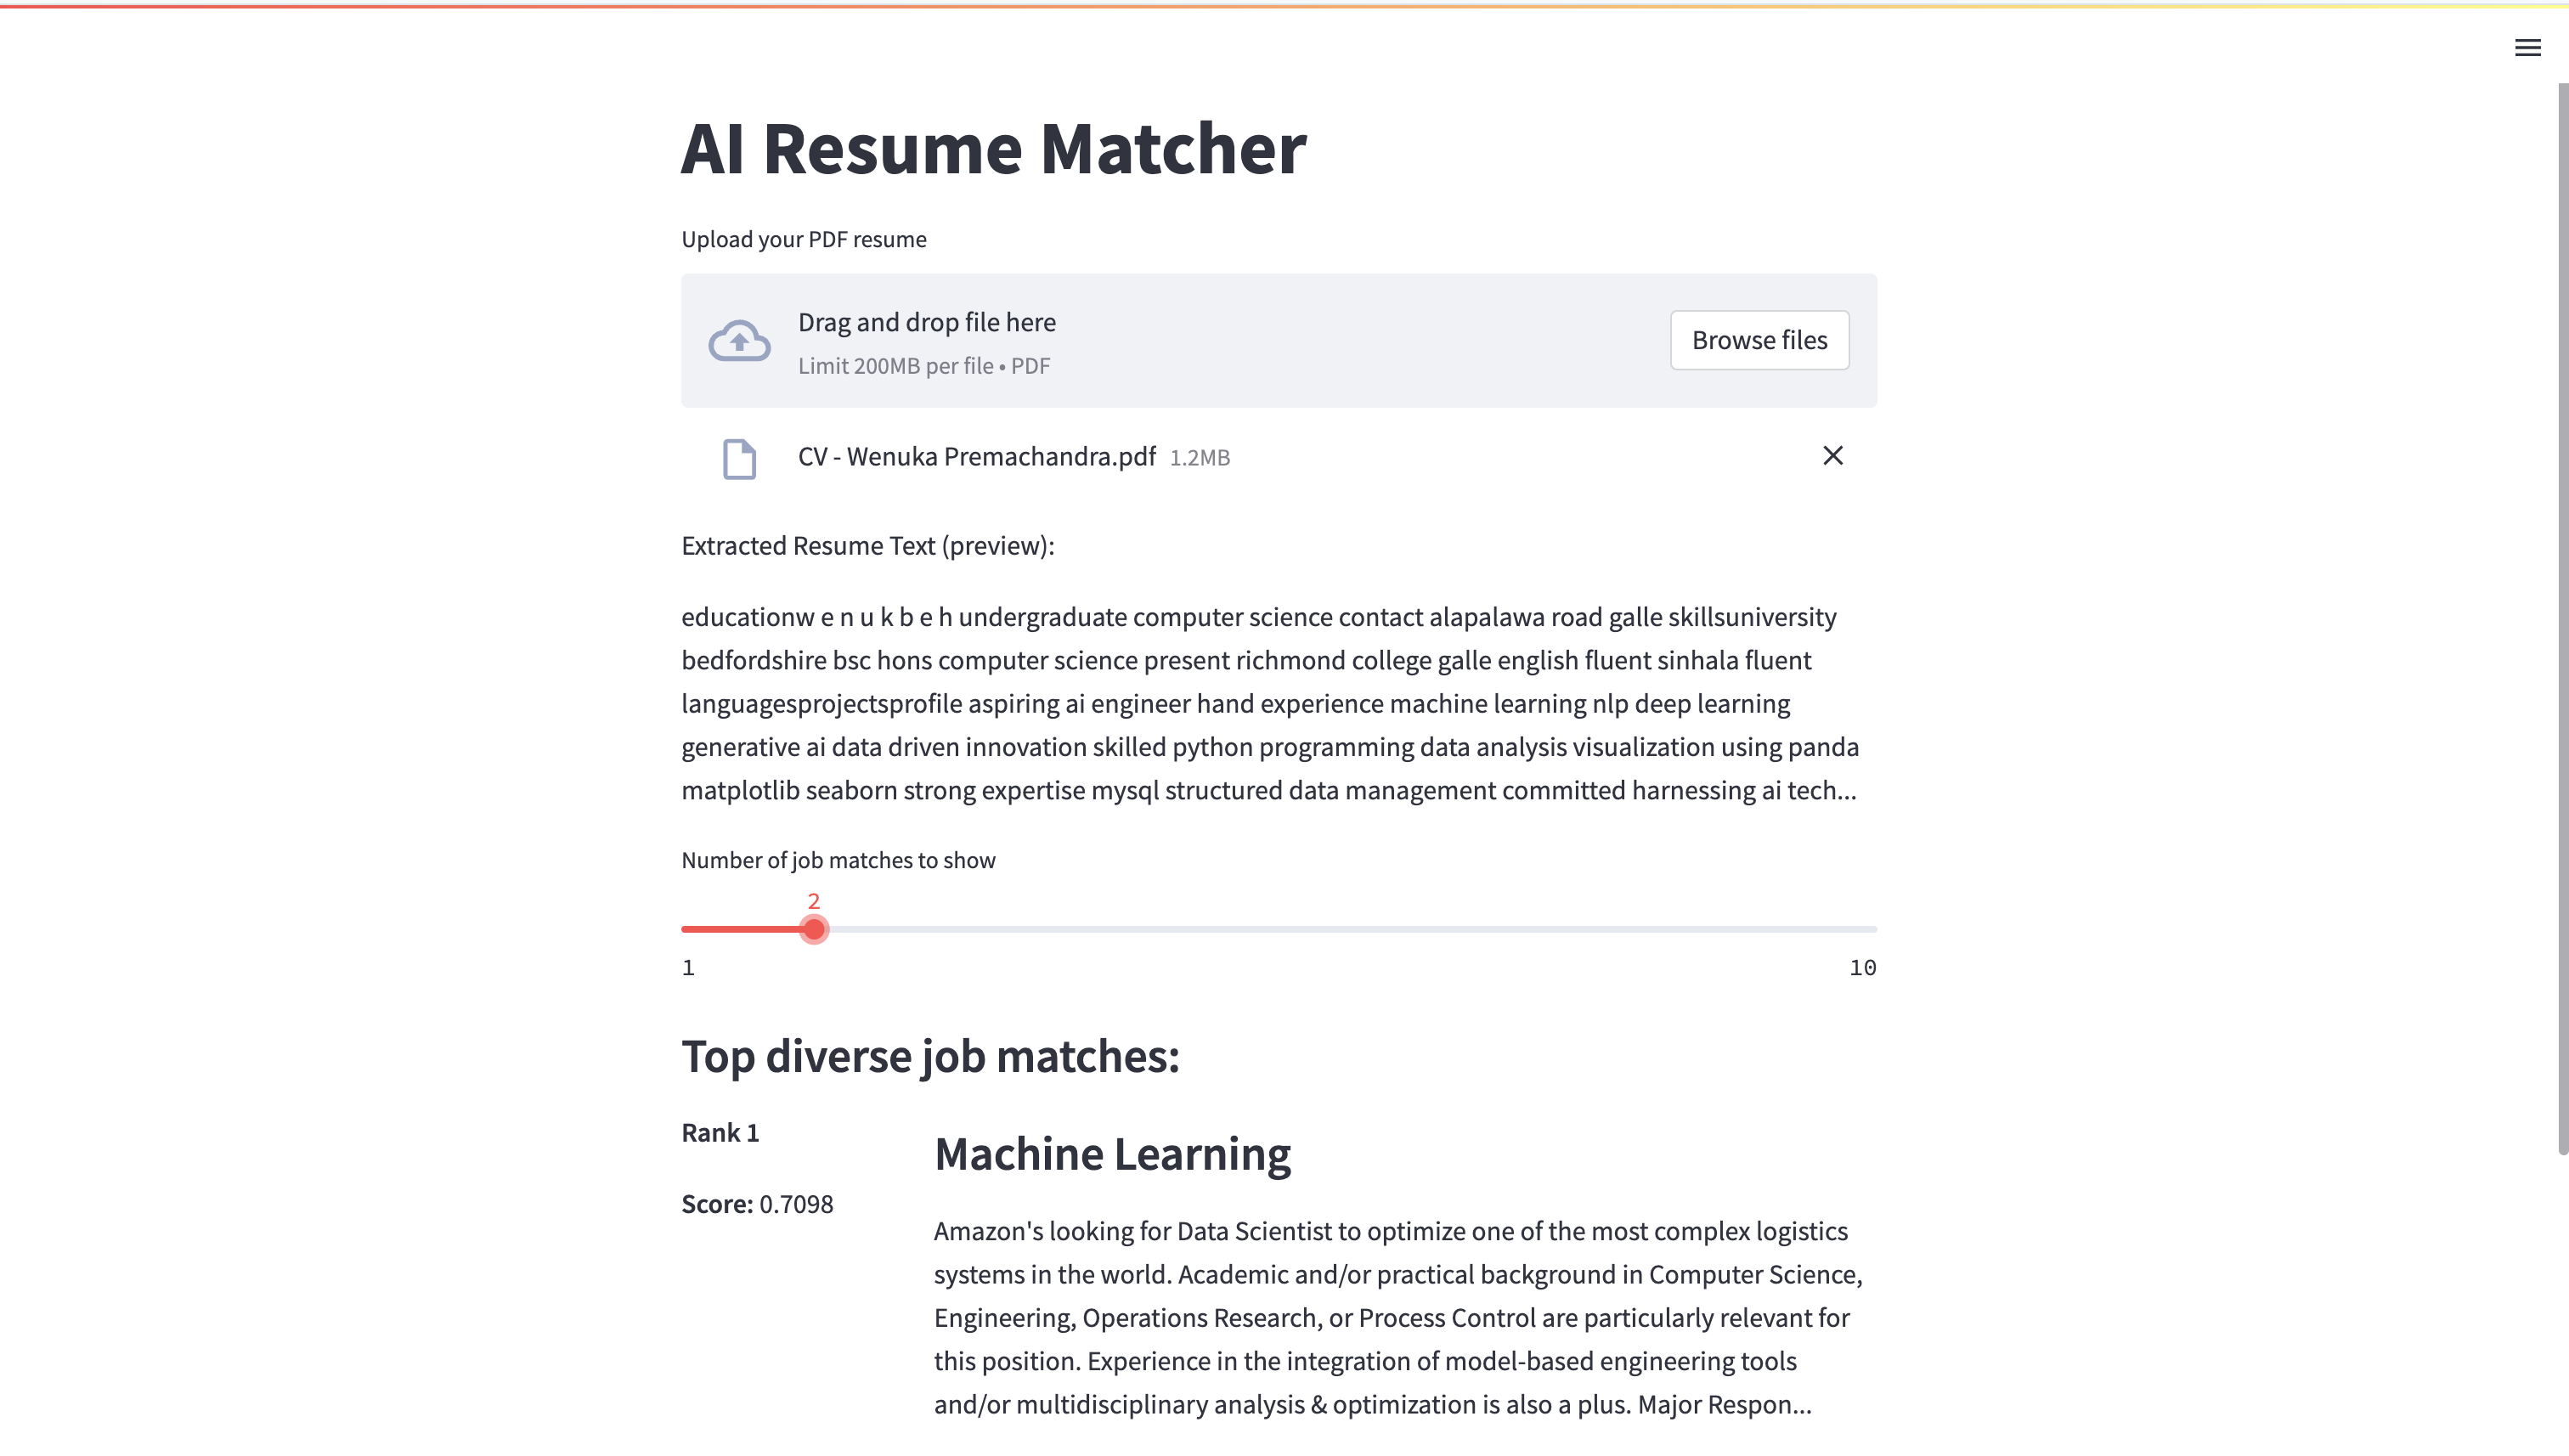 AI Resume Matcher
Upload your PDF resume
Drag and drop file here
Limit 200MB per file • PDF
Browse files
CV - Wenuka Premachandra.pdf 1.2MB
Extracted Resume Text (preview):
educationw e n u k b e h undergraduate computer science contact alapalawa road galle skillsuniversity
bedfordshire bsc hons computer science present richmond college galle english fluent sinhala fluent
languagesprojectsprofile aspiring ai engineer hand experience machine learning nlp deep learning
generative ai data driven innovation skilled python programming data analysis visualization using panda
matplotlib seaborn strong expertise mysql structured data management committed harnessing ai tech...
Number of job matches to show
2
1
10
Top diverse job matches:
Rank 1
Score: 0.7098
Machine Learning
Amazon's looking for Data Scientist to optimize one of the most complex logistics
systems in the world. Academic and/or practical background in Computer Science,
Engineering, Operations Research, or Process Control are particularly relevant for
this position. Experience in the integration of model-based engineering tools
and/or multidisciplinary analysis & optimization is also a plus. Major Respon...